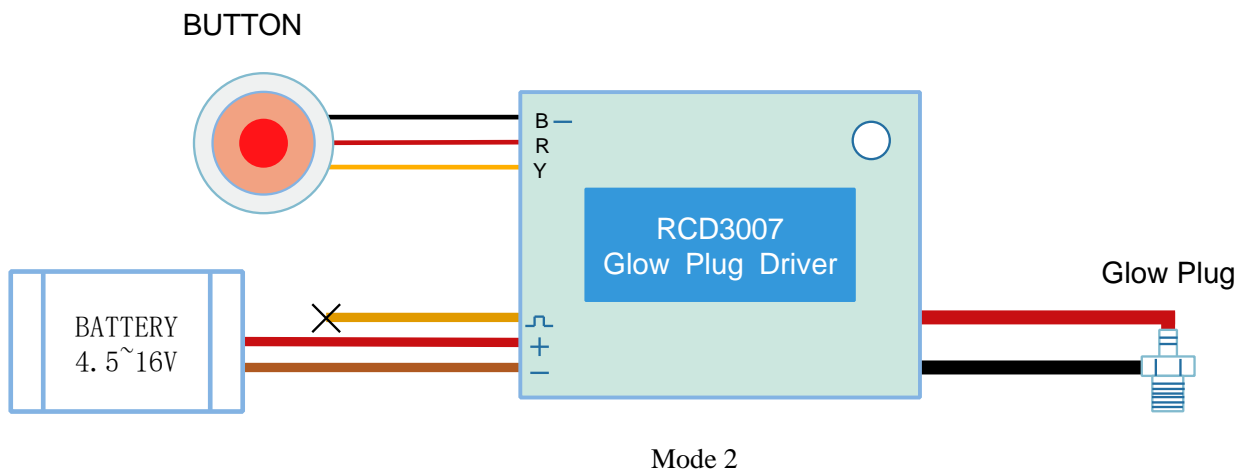 BUTTON
B
R
Y
RCD3007
Glow Plug Driver
Glow Plug
BATTERY
4.5~16V
+
−
Mode 2